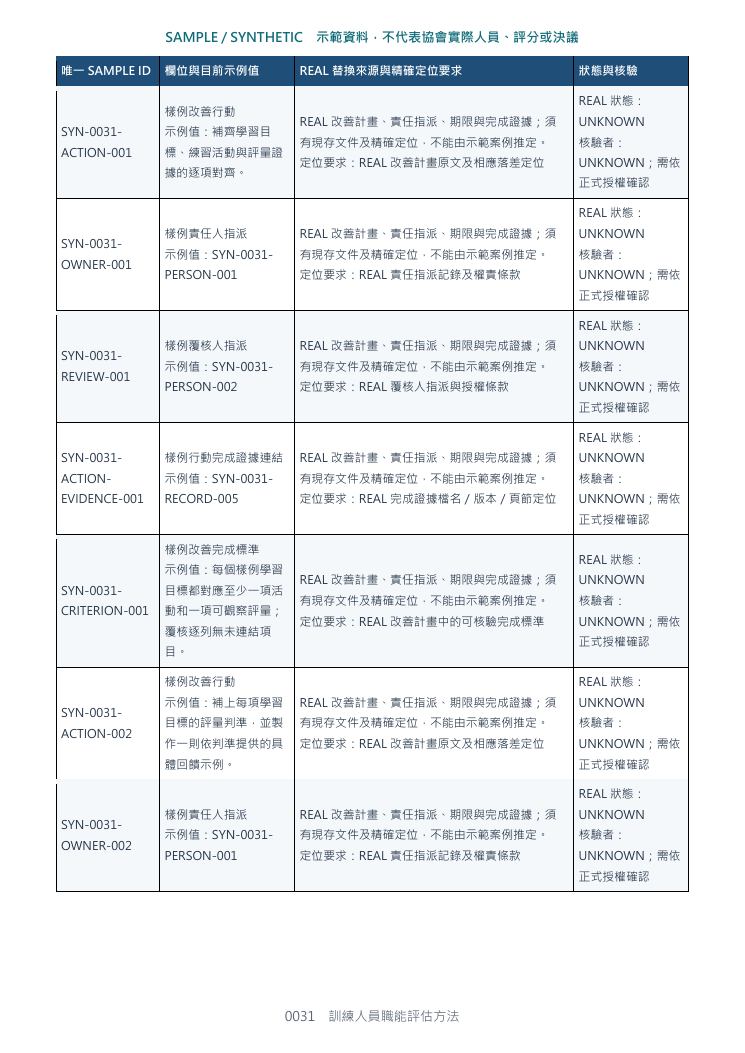 SAMPLE / SYNTHETIC　示範資料，不代表協會實際人員、評分或決議
唯一 SAMPLE ID
欄位與目前示例值
REAL 替換來源與精確定位要求
狀態與核驗
SYN-0031-
ACTION-001
樣例改善行動
示例值：補齊學習目
標、練習活動與評量證
據的逐項對齊。
REAL 改善計畫、責任指派、期限與完成證據；須
有現存文件及精確定位，不能由示範案例推定。
定位要求：REAL 改善計畫原文及相應落差定位
REAL 狀態：
UNKNOWN
核驗者：
UNKNOWN；需依
正式授權確認
SYN-0031-
OWNER-001
樣例責任人指派
示例值：SYN-0031-
PERSON-001
REAL 改善計畫、責任指派、期限與完成證據；須
有現存文件及精確定位，不能由示範案例推定。
定位要求：REAL 責任指派記錄及權責條款
REAL 狀態：
UNKNOWN
核驗者：
UNKNOWN；需依
正式授權確認
SYN-0031-
REVIEW-001
樣例覆核人指派
示例值：SYN-0031-
PERSON-002
REAL 改善計畫、責任指派、期限與完成證據；須
有現存文件及精確定位，不能由示範案例推定。
定位要求：REAL 覆核人指派與授權條款
REAL 狀態：
UNKNOWN
核驗者：
UNKNOWN；需依
正式授權確認
SYN-0031-
ACTION-
EVIDENCE-001
樣例行動完成證據連結
示例值：SYN-0031-
RECORD-005
REAL 改善計畫、責任指派、期限與完成證據；須
有現存文件及精確定位，不能由示範案例推定。
定位要求：REAL 完成證據檔名 / 版本 / 頁節定位
REAL 狀態：
UNKNOWN
核驗者：
UNKNOWN；需依
正式授權確認
SYN-0031-
CRITERION-001
樣例改善完成標準
示例值：每個樣例學習
目標都對應至少一項活
動和一項可觀察評量；
覆核逐列無未連結項
目。
REAL 改善計畫、責任指派、期限與完成證據；須
有現存文件及精確定位，不能由示範案例推定。
定位要求：REAL 改善計畫中的可核驗完成標準
REAL 狀態：
UNKNOWN
核驗者：
UNKNOWN；需依
正式授權確認
SYN-0031-
ACTION-002
樣例改善行動
示例值：補上每項學習
目標的評量判準，並製
作一則依判準提供的具
體回饋示例。
REAL 改善計畫、責任指派、期限與完成證據；須
有現存文件及精確定位，不能由示範案例推定。
定位要求：REAL 改善計畫原文及相應落差定位
REAL 狀態：
UNKNOWN
核驗者：
UNKNOWN；需依
正式授權確認
SYN-0031-
OWNER-002
樣例責任人指派
示例值：SYN-0031-
PERSON-001
REAL 改善計畫、責任指派、期限與完成證據；須
有現存文件及精確定位，不能由示範案例推定。
定位要求：REAL 責任指派記錄及權責條款
REAL 狀態：
UNKNOWN
核驗者：
UNKNOWN；需依
正式授權確認
0031　訓練人員職能評估方法